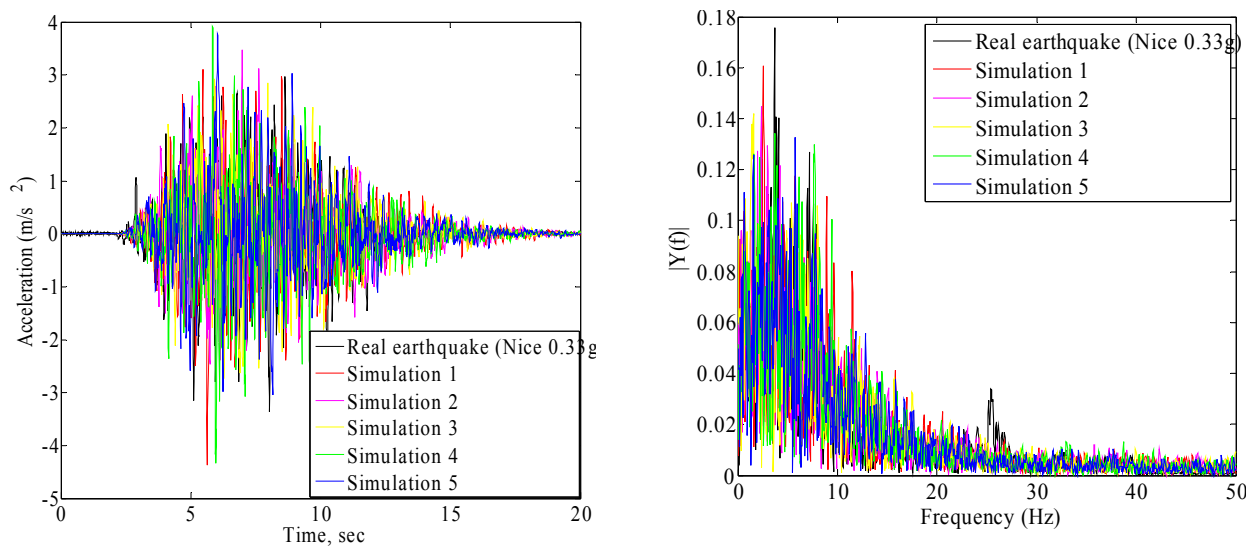 4
3
2
1
0
-1
-2
-3
-4
-5
Acceleration (m/s ²)
0 5 10 15 20
Time, sec
Real earthquake (Nice 0.33g
Simulation 1
Simulation 2
Simulation 3
Simulation 4
Simulation 5
0.18
0.16
0.14
0.12
0.1
0.08
0.06
0.04
0.02
0
|Y(f)|
0 10 20 30 40 50
Frequency (Hz)
Real earthquake (Nice 0.33g)
Simulation 1
Simulation 2
Simulation 3
Simulation 4
Simulation 5